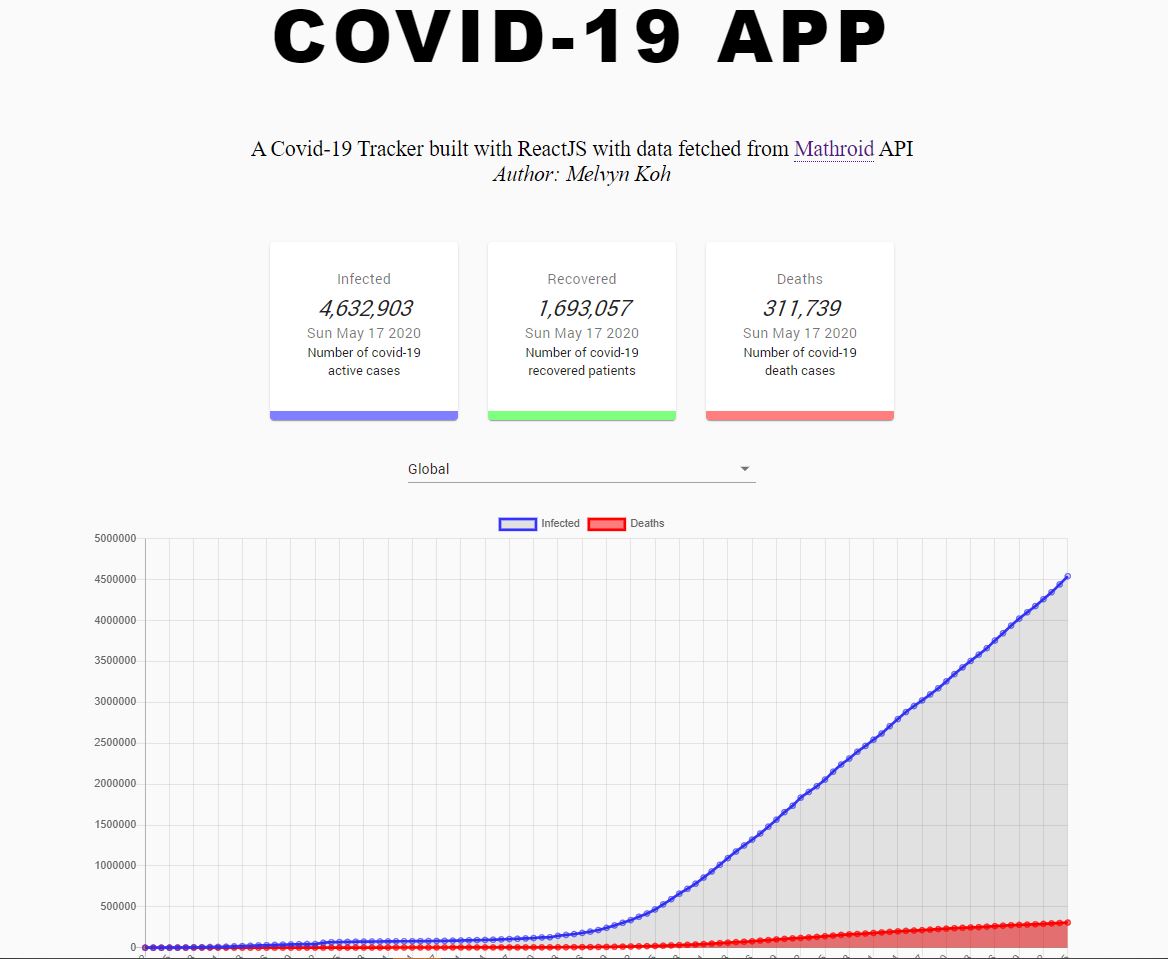 COVID-19 APP
A Covid-19 Tracker built with ReactJS with data fetched from Mathroid API
Author: Melvyn Koh
Infected
4,632,903
Sun May 17 2020
Number of covid-19
active cases
Recovered
1,693,057
Sun May 17 2020
Number of covid-19
recovered patients
Deaths
311,739
Sun May 17 2020
Number of covid-19
death cases
Global
Infected Deaths
5000000
4500000
4000000
3500000
3000000
2500000
2000000
1500000
1000000
500000
0